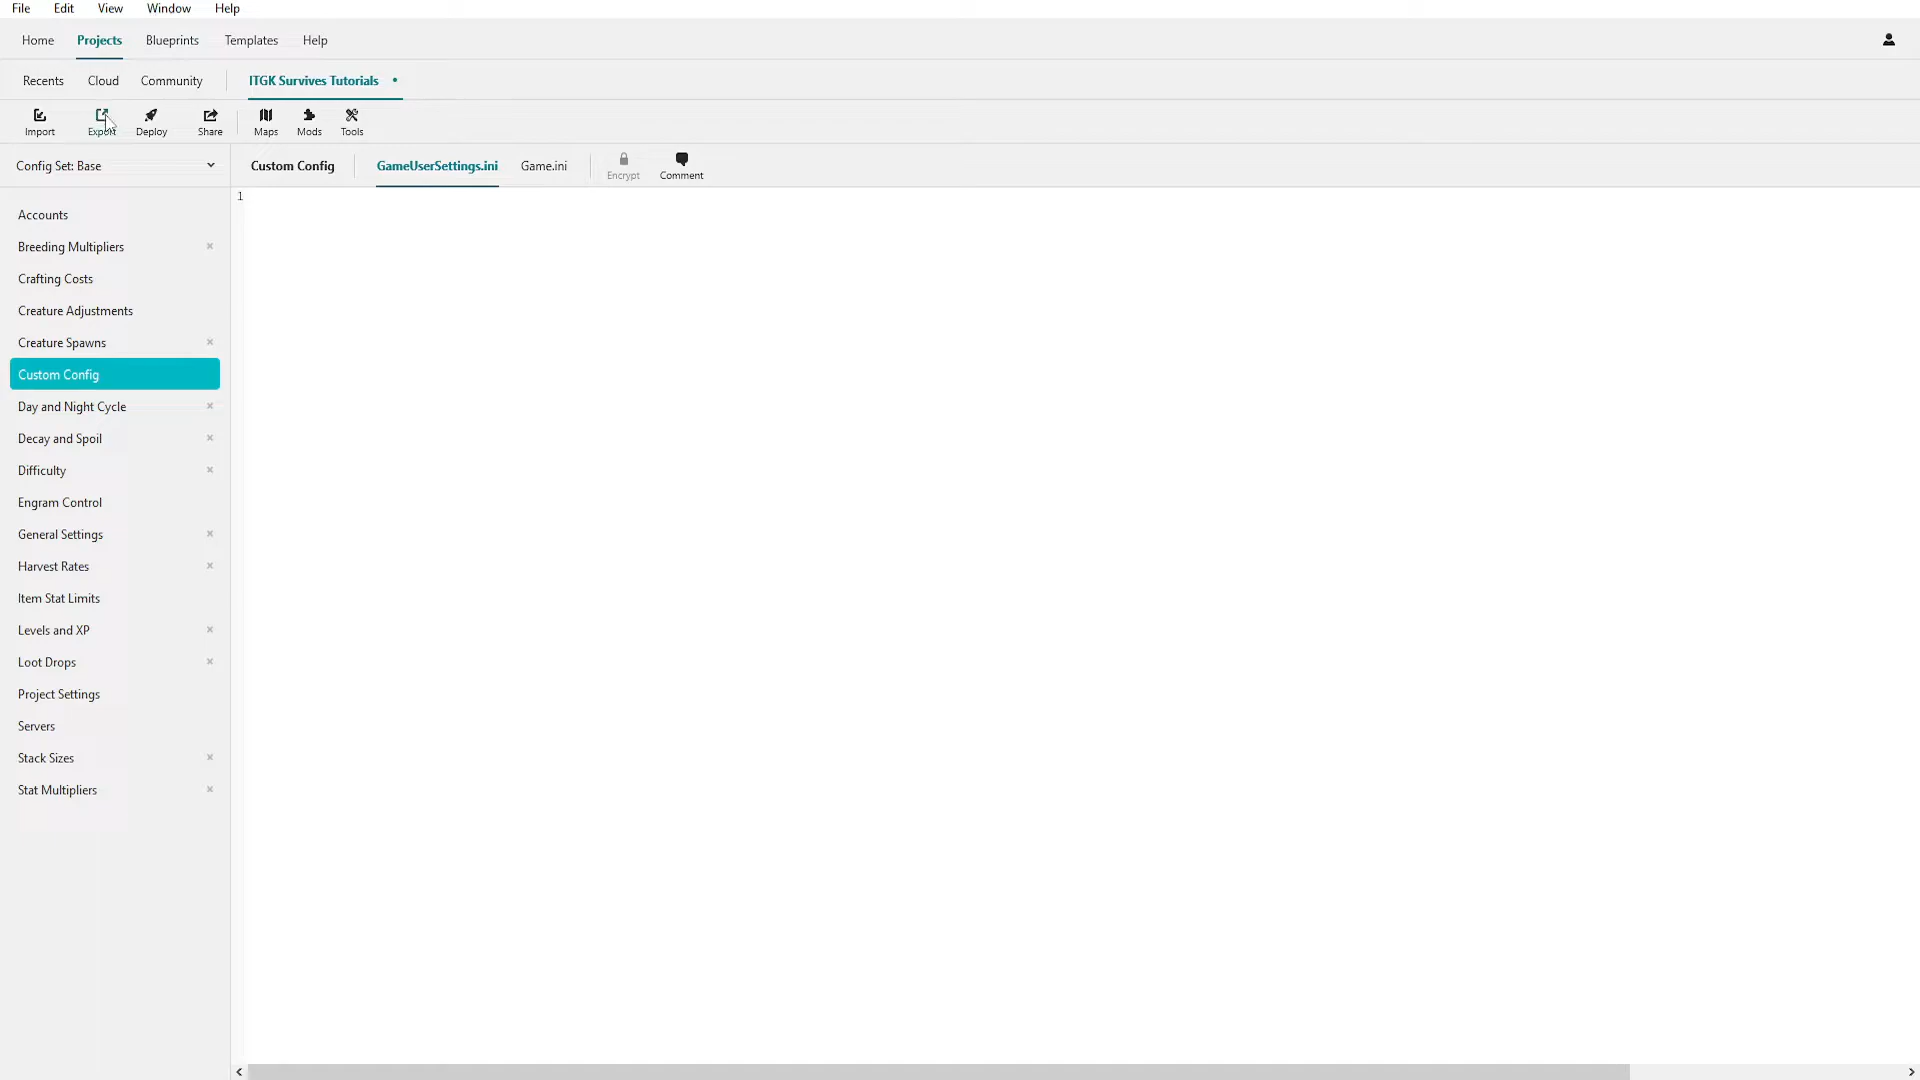 File Edit View Window Help
Home Projects Blueprints Templates Help
Recents Cloud Community ITGK Survives Tutorials •
Import Export Deploy Share Maps Mods Tools
Config Set: Base
Custom Config GameUserSettings.ini Game.ini Encrypt Comment
1
Accounts
Breeding Multipliers
Crafting Costs
Creature Adjustments
Creature Spawns
Custom Config
Day and Night Cycle
Decay and Spoil
Difficulty
Engram Control
General Settings
Harvest Rates
Item Stat Limits
Levels and XP
Loot Drops
Project Settings
Servers
Stack Sizes
Stat Multipliers